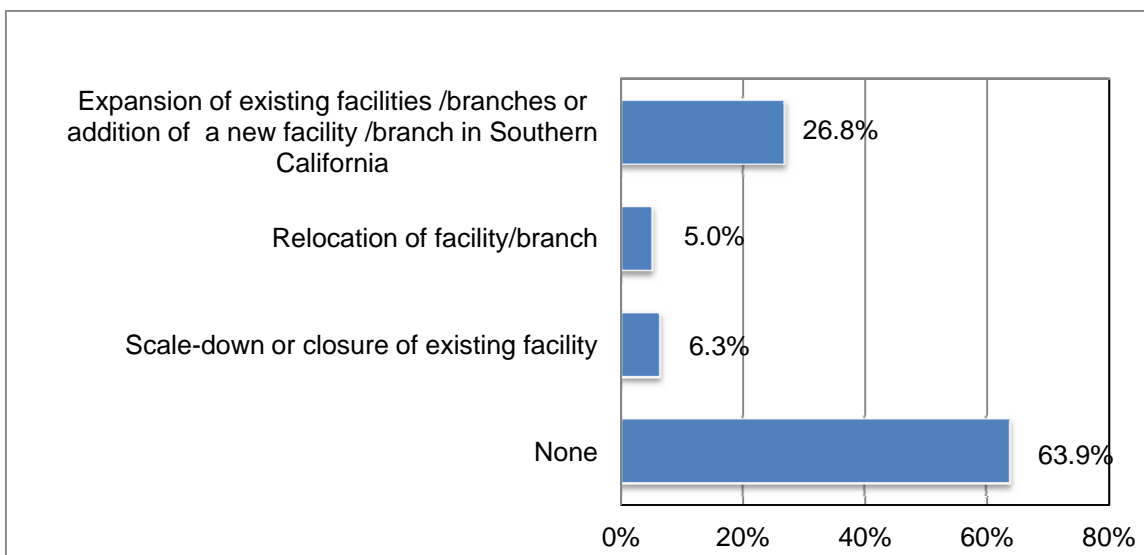 Expansion of existing facilities /branches or
addition of  a new facility /branch in Southern
California
26.8%
Relocation of facility/branch
5.0%
Scale-down or closure of existing facility
6.3%
None
63.9%
0%
20%
40%
60%
80%